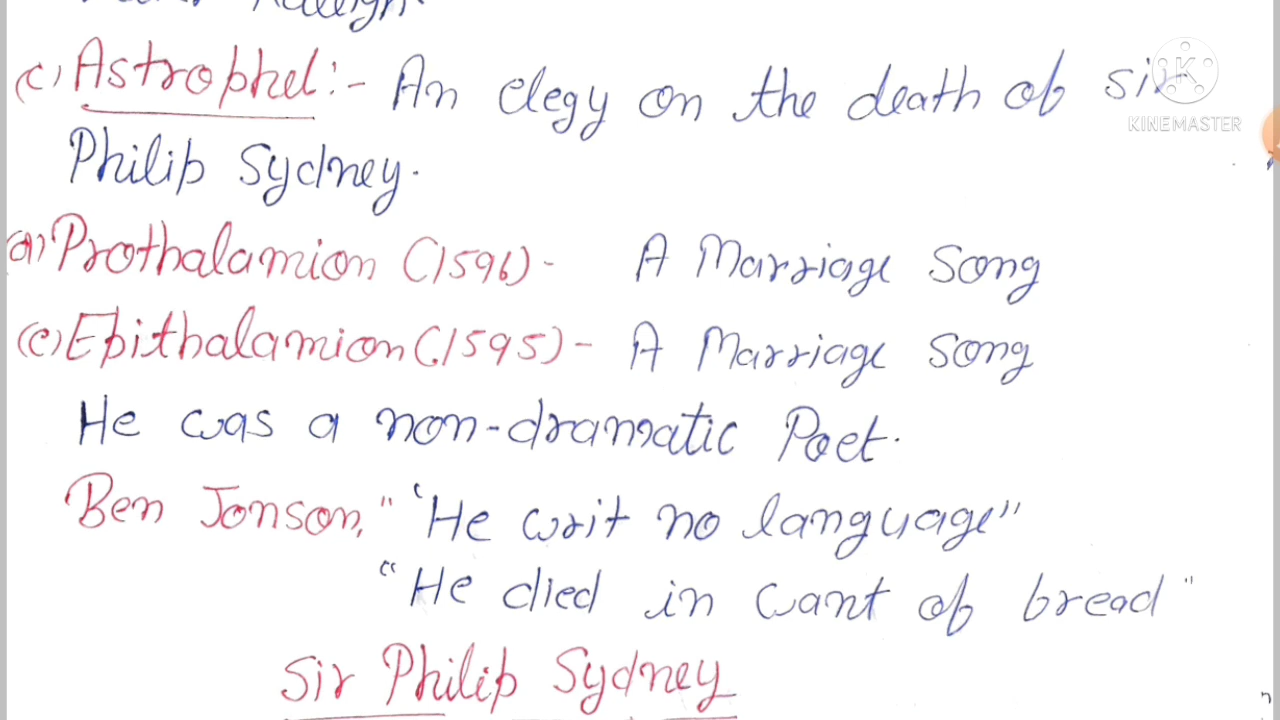 (c) Astrophel:- An elegy on the death of sir
KINEMASTER
Philip Sydney.
(d) Prothalamion (1596)- A Marriage Song
(e) Epithalamion (1595)- A Marriage Song
He was a non-dramatic Poet.
Ben Jonson, " "He writ no language"
"He died in want of bread"
Sir Philip Sydney